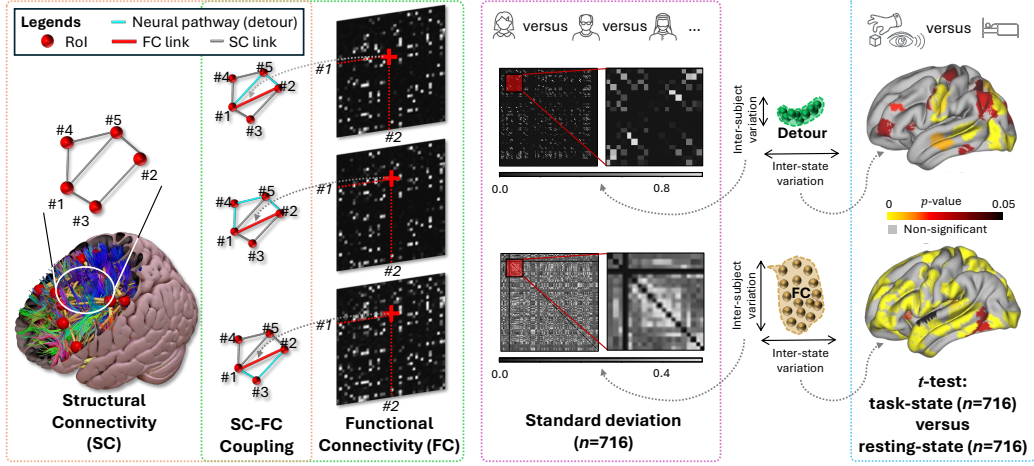 Legends
Neural pathway (detour)
RoI
FC link
SC link
#4
#5
#2
#1
#3
Structural
Connectivity
(SC)
#4
#5
#2
#1
#3
#4
#5
#2
#1
#3
#4
#5
#2
#1
#3
SC-FC
Coupling
#1
#2
#1
#2
#1
#2
Functional
Connectivity (FC)
versus
versus
...
0.0
0.8
0.0
0.4
Standard deviation
(n=716)
Inter-subject
variation
Detour
Inter-state
variation
Inter-subject
variation
FC
Inter-state
variation
versus
p-value
0
0.05
Non-significant
t-test:
task-state (n=716)
versus
resting-state (n=716)